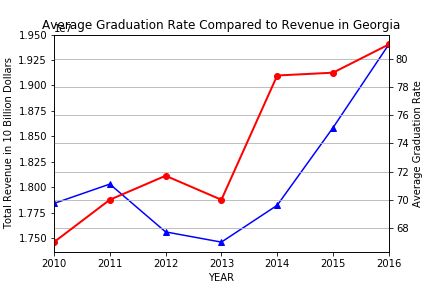 Average Graduation Rate Compared to Revenue in Georgia
1e7
1.950
1.925
1.900
1.875
1.850
1.825
1.800
1.775
1.750
Total Revenue in 10 Billion Dollars
80
78
76
74
72
70
68
Average Graduation Rate
2010 2011 2012 2013 2014 2015 2016
YEAR